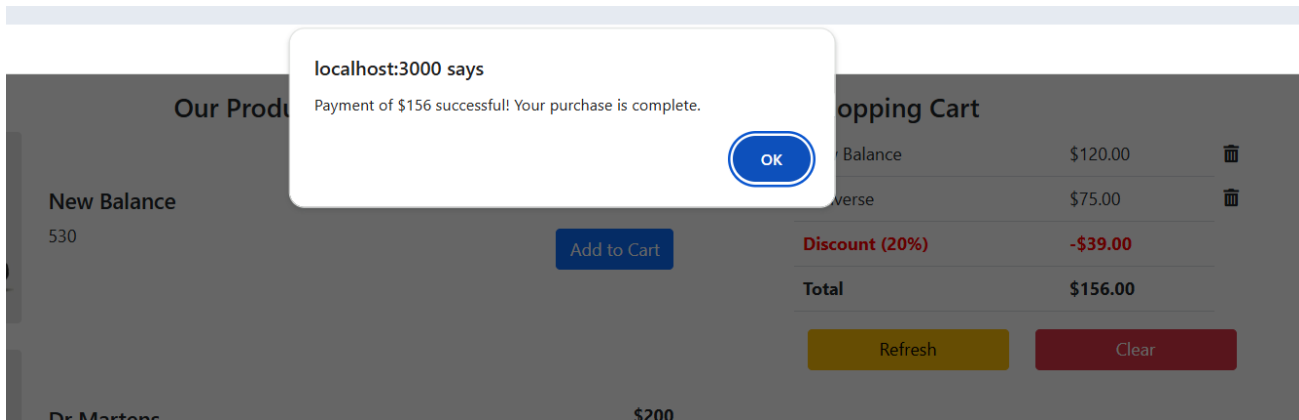 localhost:3000 says
Payment of $156 successful! Your purchase is complete.
OK
Our Produ
New Balance
530
Add to Cart
Dr Martens
$200
opping Cart
Balance $120.00
verse $75.00
Discount (20%) -$39.00
Total $156.00
Refresh
Clear